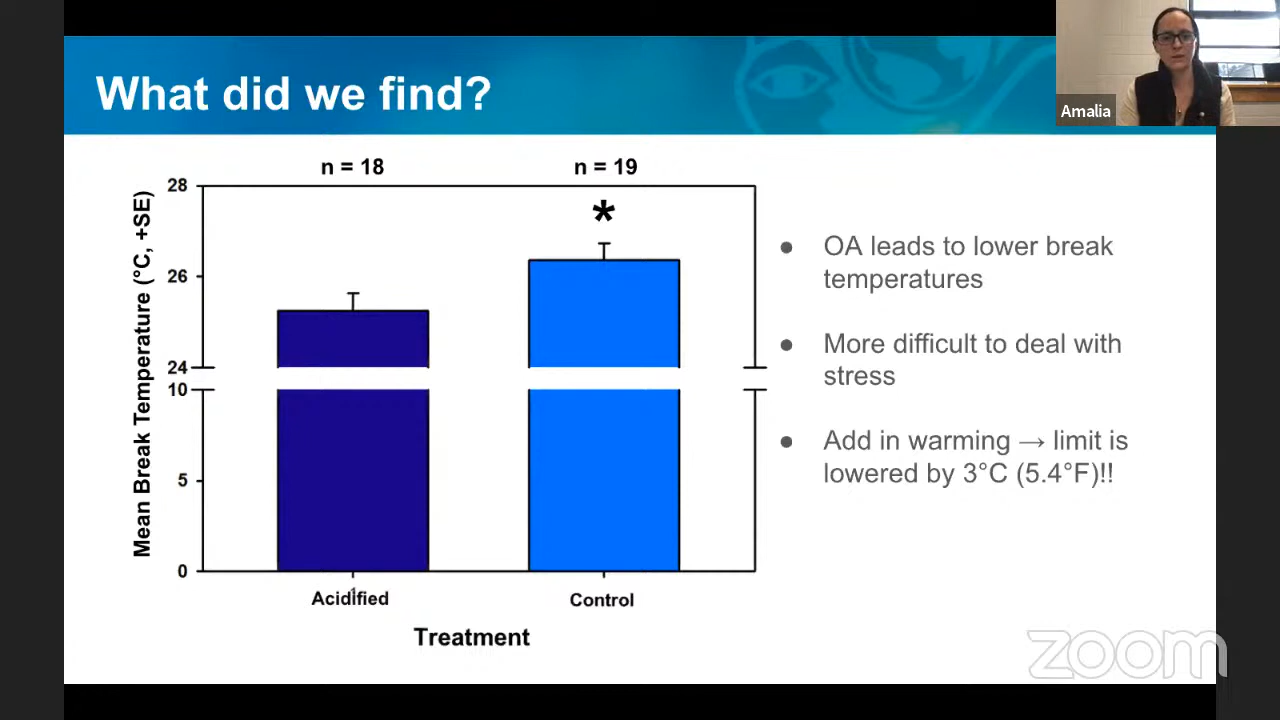 What did we find?
Amalia
n = 18
n = 19
28
*
26
24
10
5
0
Mean Break Temperature (°C, +SE)
Acidified
Control
Treatment
● OA leads to lower break
temperatures
● More difficult to deal with
stress
● Add in warming → limit is
lowered by 3°C (5.4°F)!!
zoom